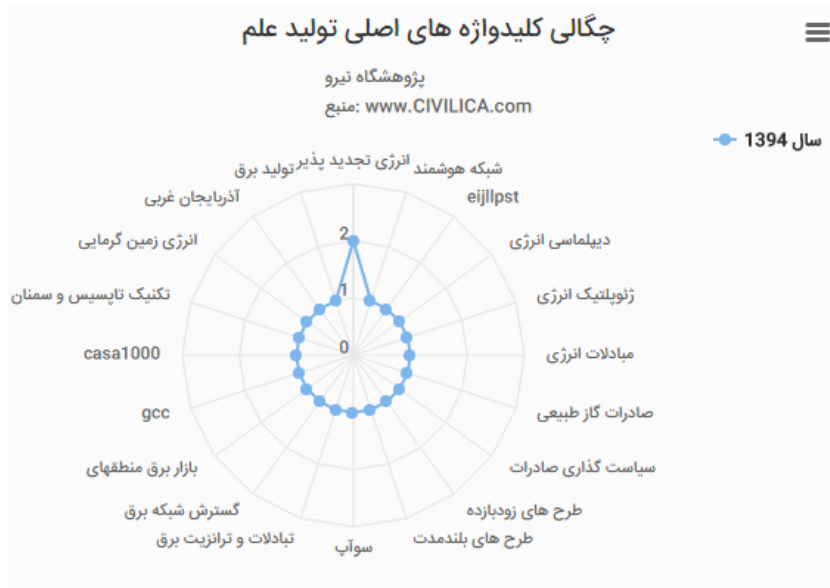 چگالی کلیدواژه های اصلی تولید علم
پژوهشگاه نیرو
منبع: www.CIVILICA.com
سال 1394
انرژی تجدید پذیر
شبکه هوشمند
eijllpst
دیپلماسی انرژی
ژئوپلتیک انرژی
مبادلات انرژی
صادرات گاز طبیعی
سیاست گذاری صادرات
طرح های زودبازده
طرح های بلندمدت
سوآپ
تبادلات و ترانزیت برق
گسترش شبکه برق
بازار برق منطقهای
gcc
casa1000
تکنیک تاپسیس و سمنان
انرژی زمین گرمایی
آذربایجان غربی
تولید برق
2
1
0